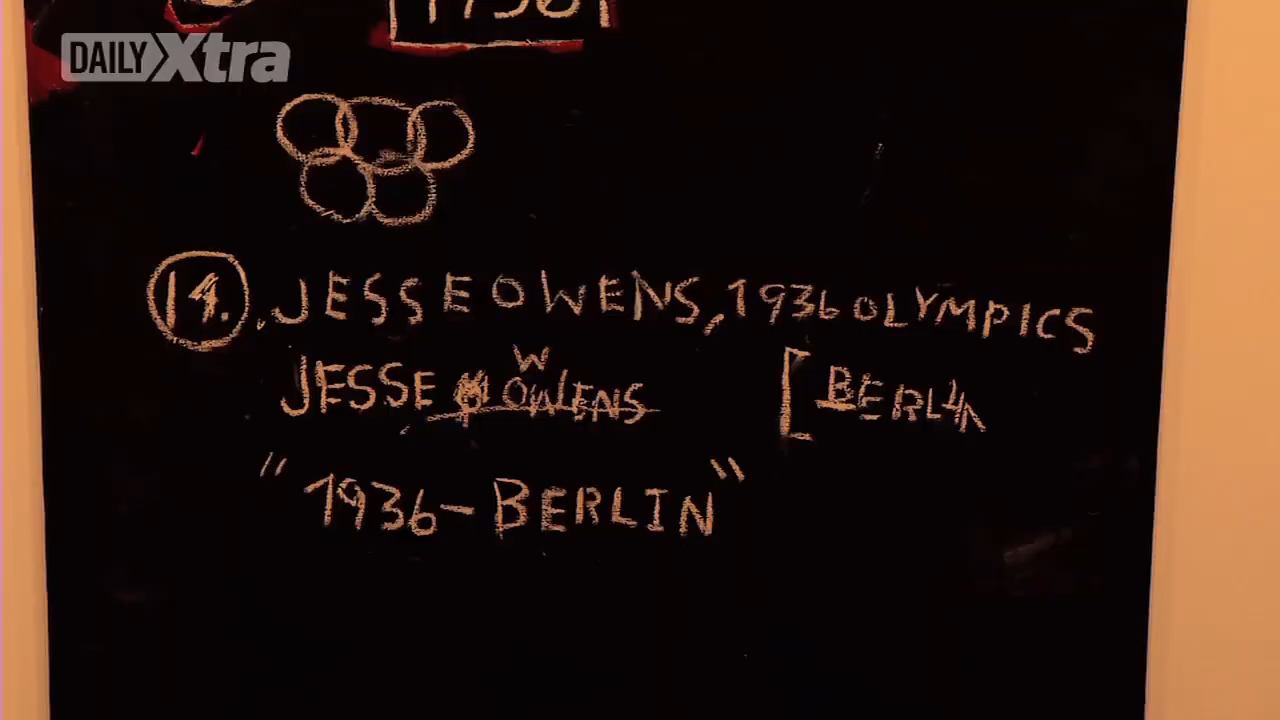 DAILY Xtra
14. JESSE OWENS, 1936 OLYMPICS
W
JESSE OWENS [BERLIN
"1936-BERLIN"